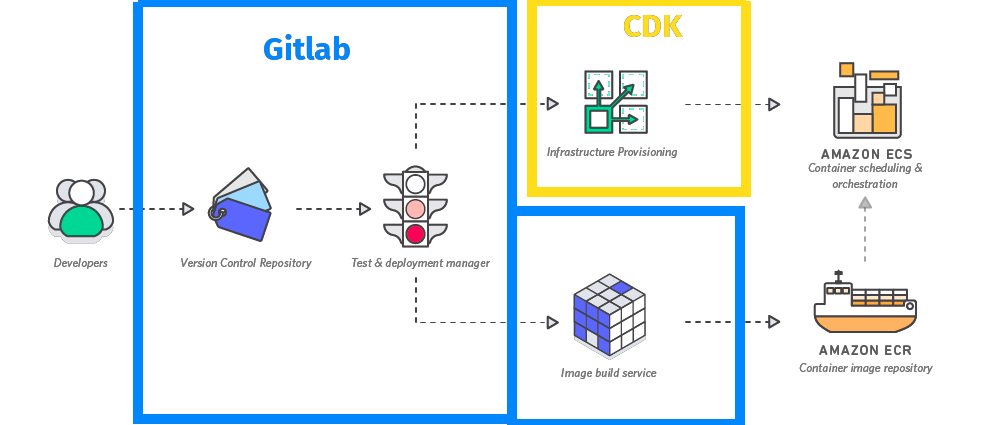 Gitlab
CDK
Infrastructure Provisioning
AMAZON ECS
Container scheduling &
orchestration
Developers
Version Control Repository
Test & deployment manager
Image build service
AMAZON ECR
Container image repository